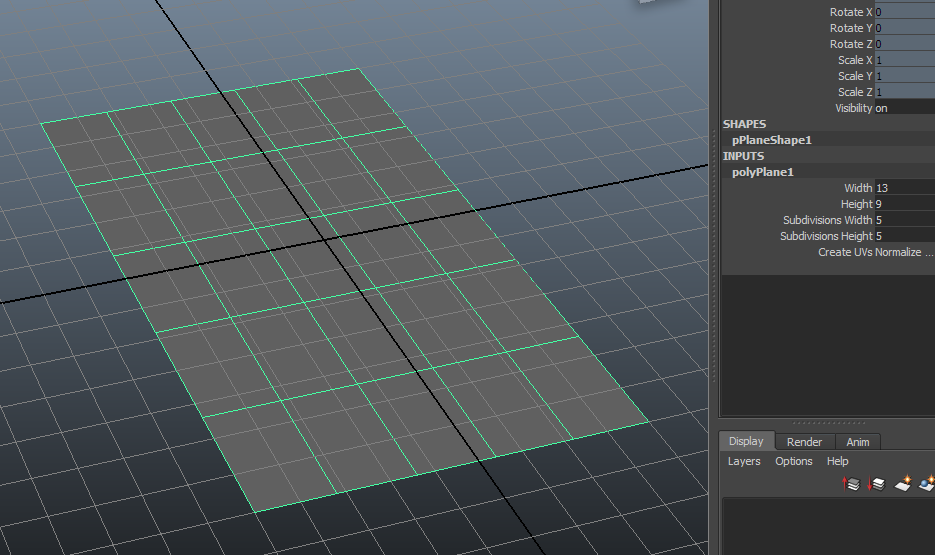 Rotate X 0
Rotate Y 0
Rotate Z 0
Scale X 1
Scale Y 1
Scale Z 1
Visibility on
SHAPES
pPlaneShape1
INPUTS
polyPlane1
Width 13
Height 9
Subdivisions Width 5
Subdivisions Height 5
Create UVs Normalize ...
Display Render Anim
Layers Options Help